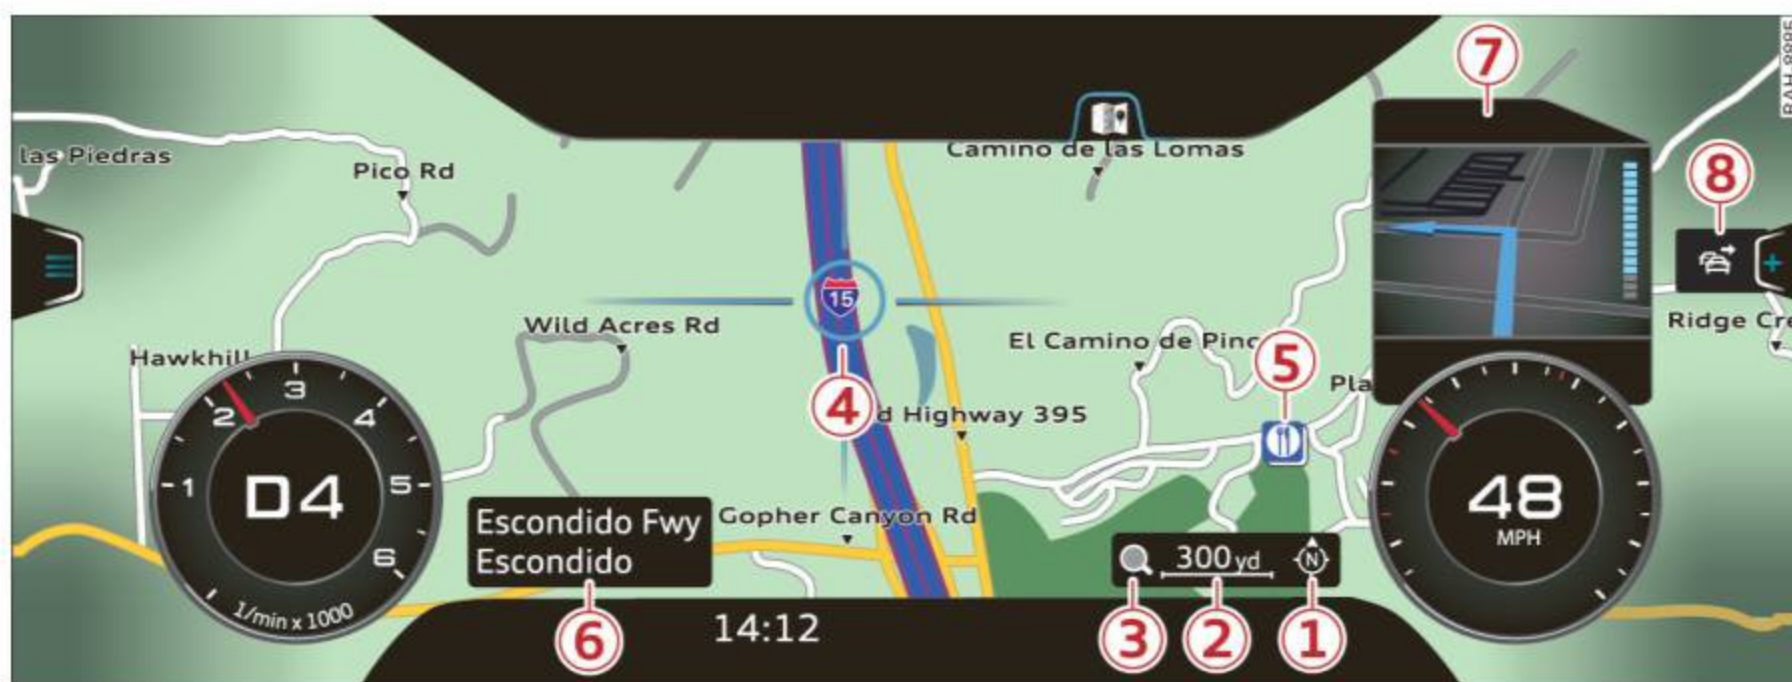 7
RAH-8885
Camino de las Lomas
las Piedras
Pico Rd
8
15
Wild Acres Rd
Ridge Cre
El Camino de Pinc
5
Hawkhill
Pla
4
d Highway 395
1
2
3
4
5
6
D4
1/min x 1000
48
MPH
Escondido Fwy
Escondido
Gopher Canyon Rd
300 yd
N
6
14:12
3
2
1